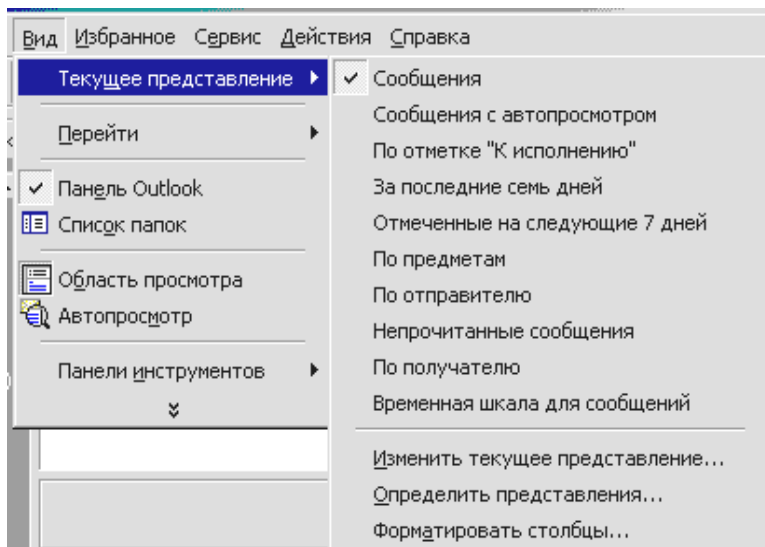 Вид Избранное Сервис Действия Справка
Текущее представление
Перейти
Панель Outlook
Список папок
Область просмотра
Автопросмотр
Панели инструментов
Сообщения
Сообщения с автопросмотром
По отметке "К исполнению"
За последние семь дней
Отмеченные на следующие 7 дней
По предметам
По отправителю
Непрочитанные сообщения
По получателю
Временная шкала для сообщений
Изменить текущее представление...
Определить представления...
Форматировать столбцы...